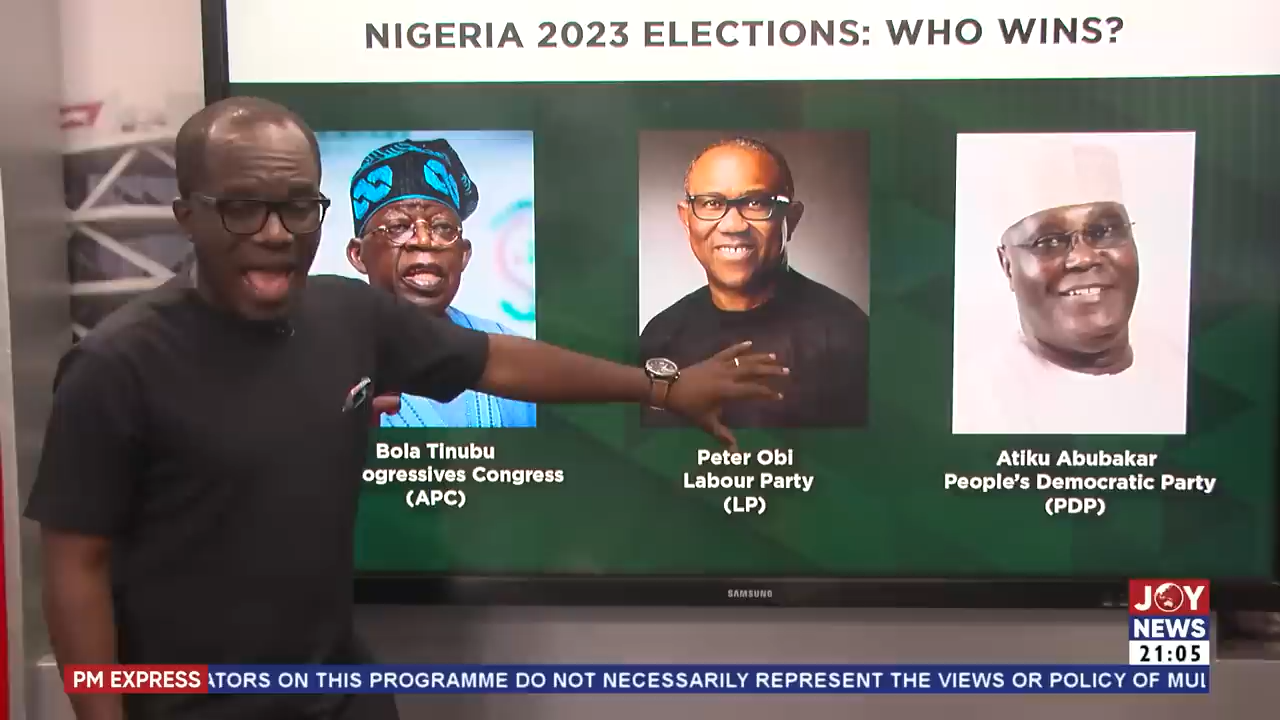 NIGERIA 2023 ELECTIONS: WHO WINS?
Bola Tinubu
ogressives Congress
(APC)
Peter Obi
Labour Party
(LP)
Atiku Abubakar
People's Democratic Party
(PDP)
SAMSUNG
JOY
NEWS
21:05
PM EXPRESS
ATORS ON THIS PROGRAMME DO NOT NECESSARILY REPRESENT THE VIEWS OR POLICY OF MUL